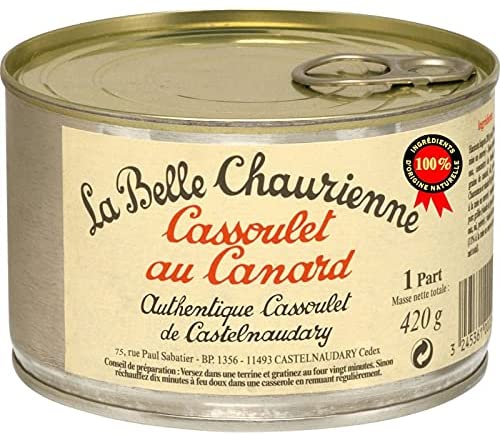 La Belle Chaurienne
Cassoulet
au Canard
Authentique Cassoulet
de Castelnaudary
75, rue Paul Sabatier - BP. 1356 - 11493 CASTELNAUDARY Cedex
Conseil de préparation : Versez dans une terrine et gratinez au four vingt minutes. Sinon
réchauffez dix minutes à feu doux dans une casserole en remuant régulièrement.
INGRÉDIENTS
100%
D'ORIGINE NATURELLE
1 Part
Masse nette totale :
420 g